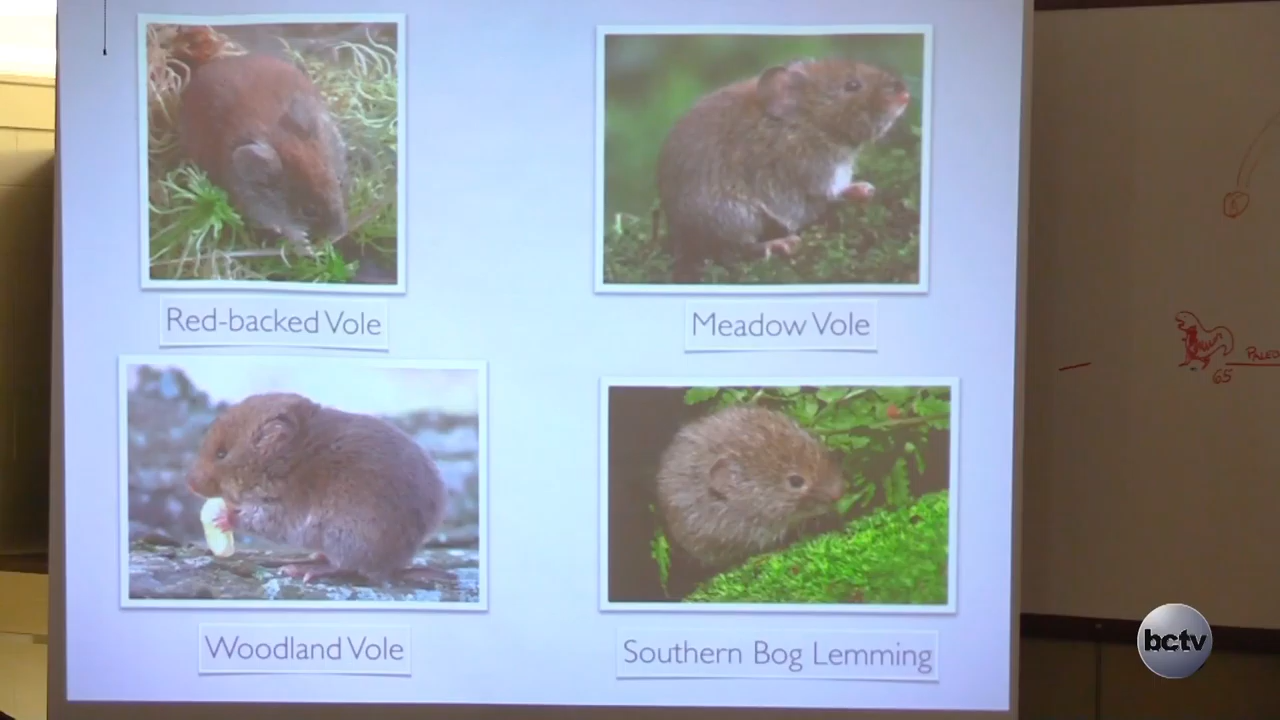 Red-backed Vole
Meadow Vole
Woodland Vole
Southern Bog Lemming
65
bctv